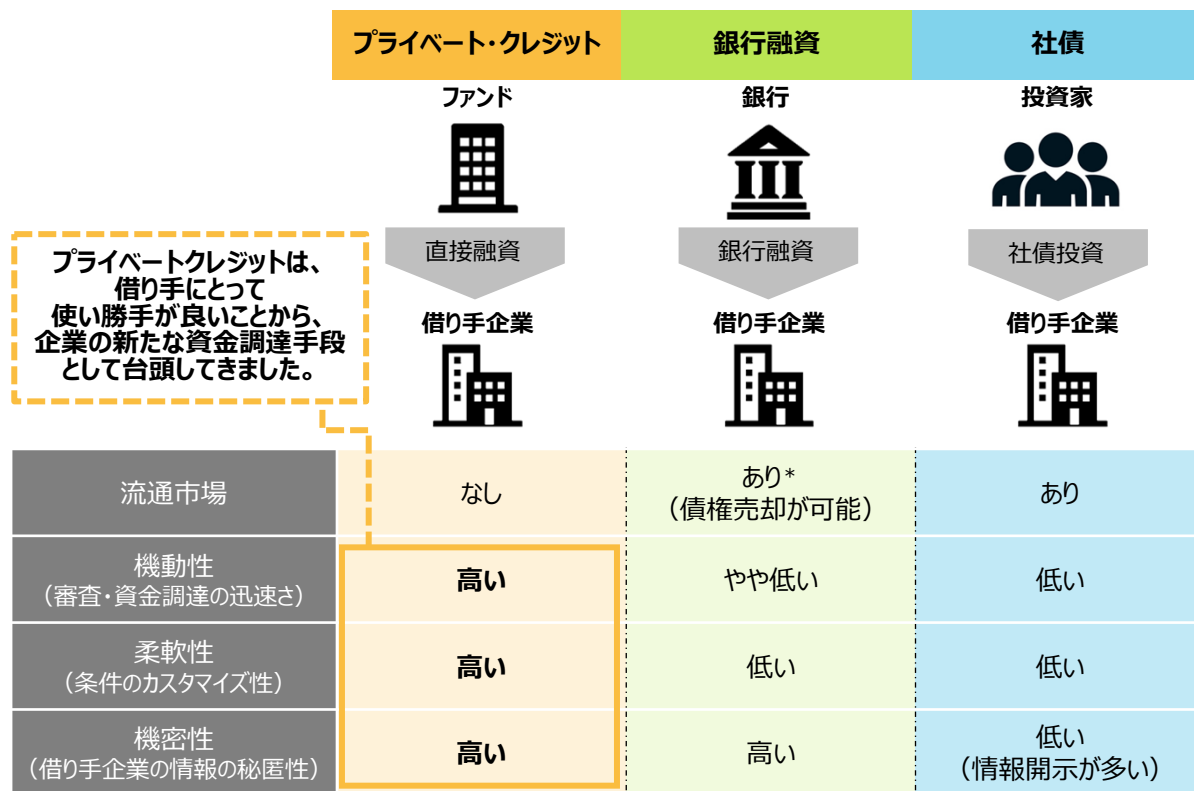 プライベート・クレジット
銀行融資
社債
ファンド
銀行
投資家
直接融資
銀行融資
社債投資
プライベートクレジットは、
借り手にとって
使い勝手が良いことから、
企業の新たな資金調達手段
として台頭してきました。
借り手企業
借り手企業
借り手企業
流通市場
なし
あり*
（債権売却が可能）
あり
機動性
（審査・資金調達の迅速さ）
高い
やや低い
低い
柔軟性
（条件のカスタマイズ性）
高い
低い
低い
機密性
（借り手企業の情報の秘匿性）
高い
高い
低い
（情報開示が多い）